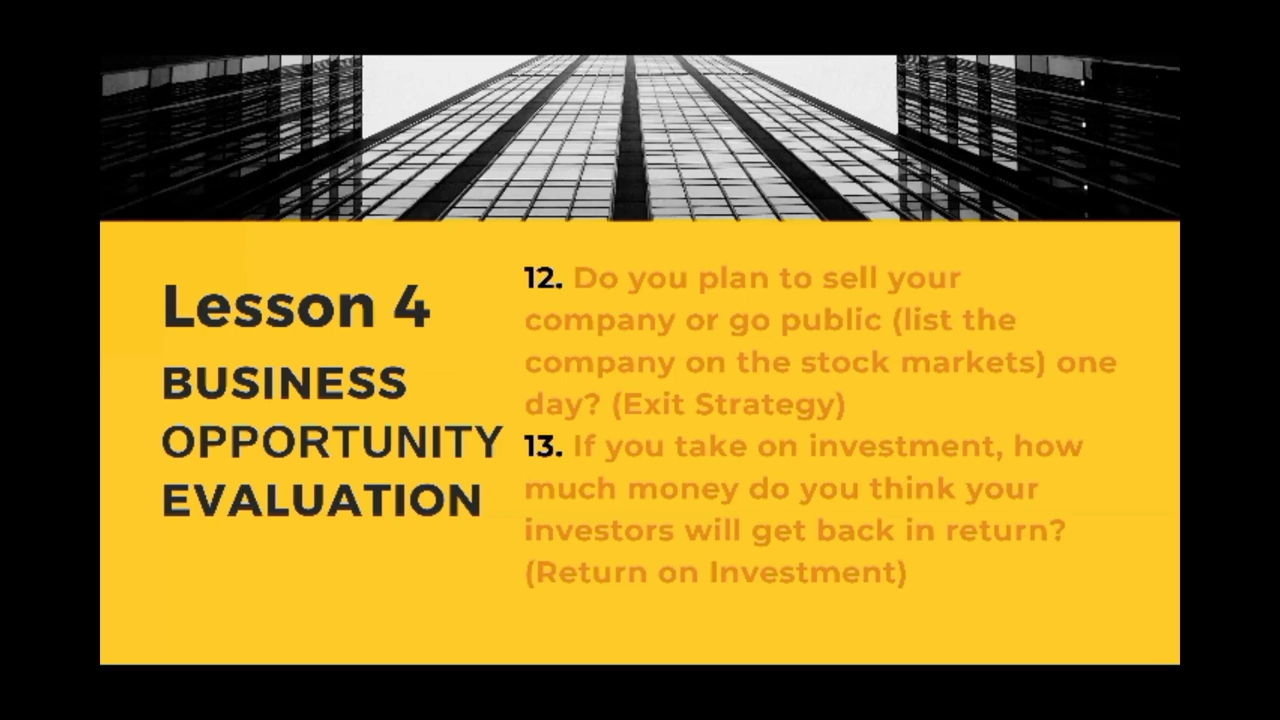 Lesson 4
BUSINESS
OPPORTUNITY
EVALUATION
12. Do you plan to sell your
company or go public (list the
company on the stock markets) one
day? (Exit Strategy)
13. If you take on investment, how
much money do you think your
investors will get back in return?
(Return on Investment)